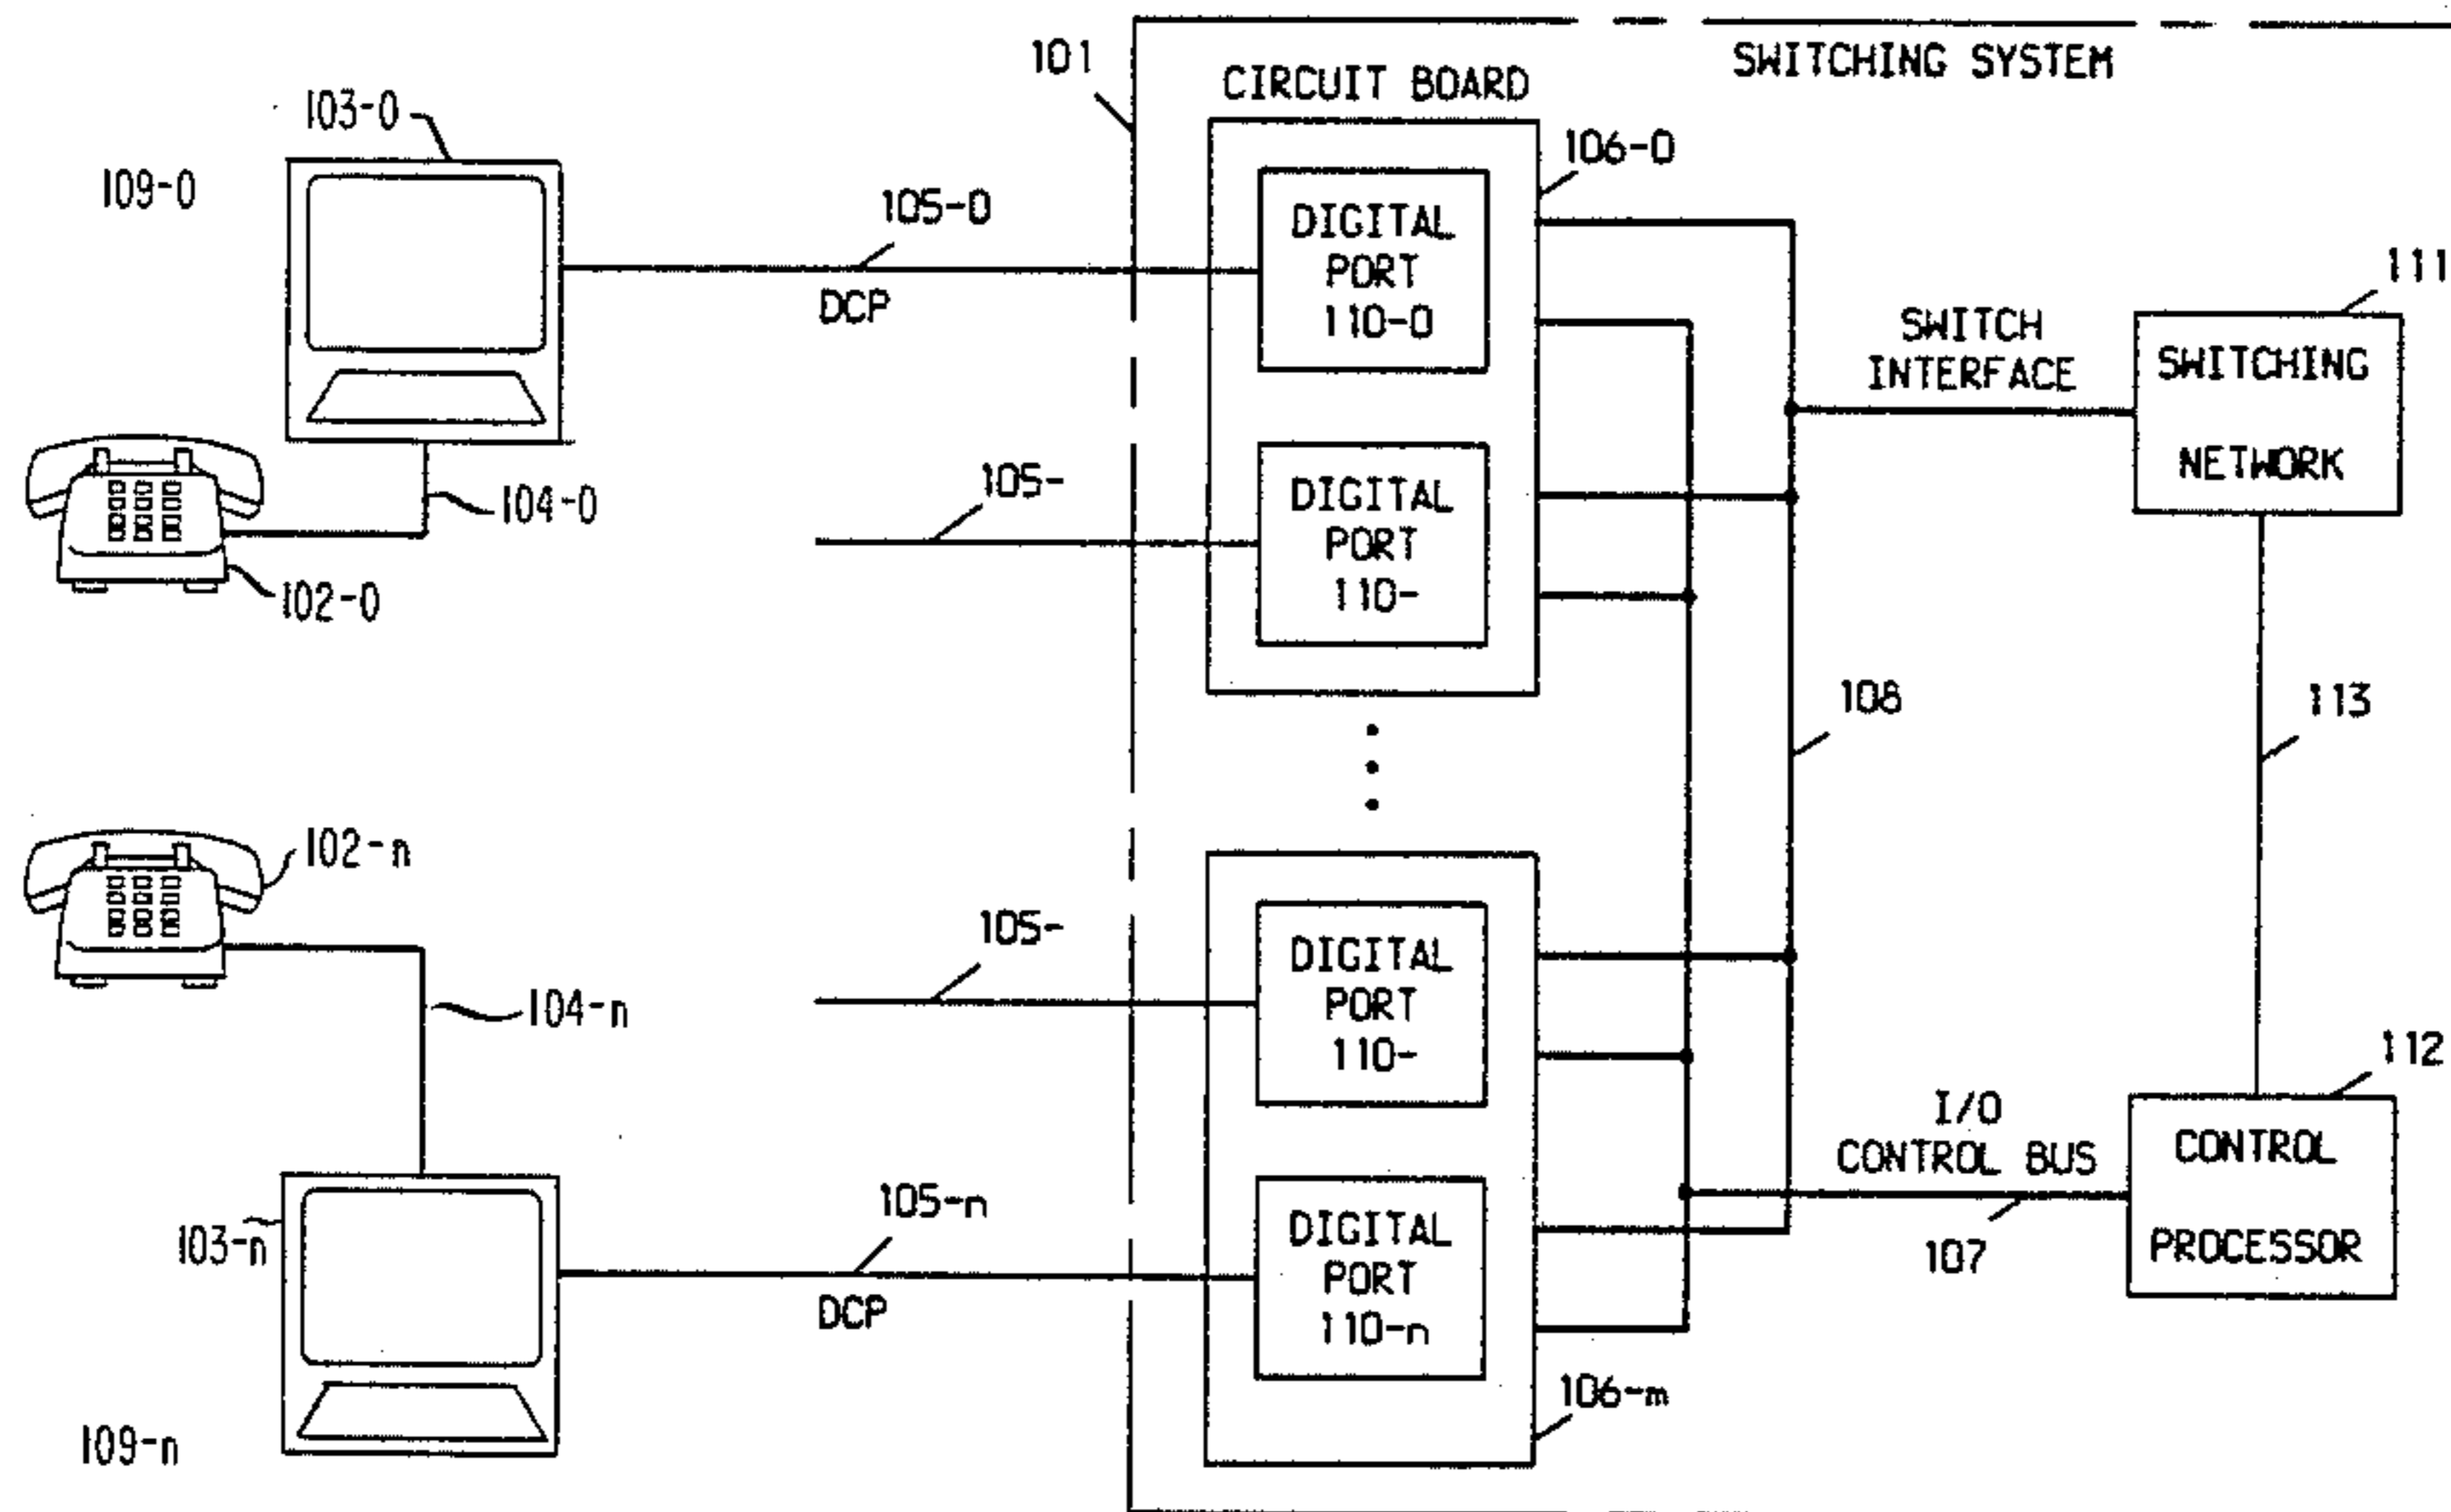 101
SWITCHING SYSTEM
CIRCUIT BOARD
103-0
109-0
105-0
DCP
106-0
DIGITAL
PORT
110-0
111
SWITCH
INTERFACE
SWITCHING
NETWORK
104-0
102-0
105-
DIGITAL
PORT
110-
108
113
102-n
104-n
105-
DIGITAL
PORT
110-
112
I/O
CONTROL BUS
107
CONTROL
PROCESSOR
103-n
105-n
DCP
DIGITAL
PORT
110-n
106-m
109-n